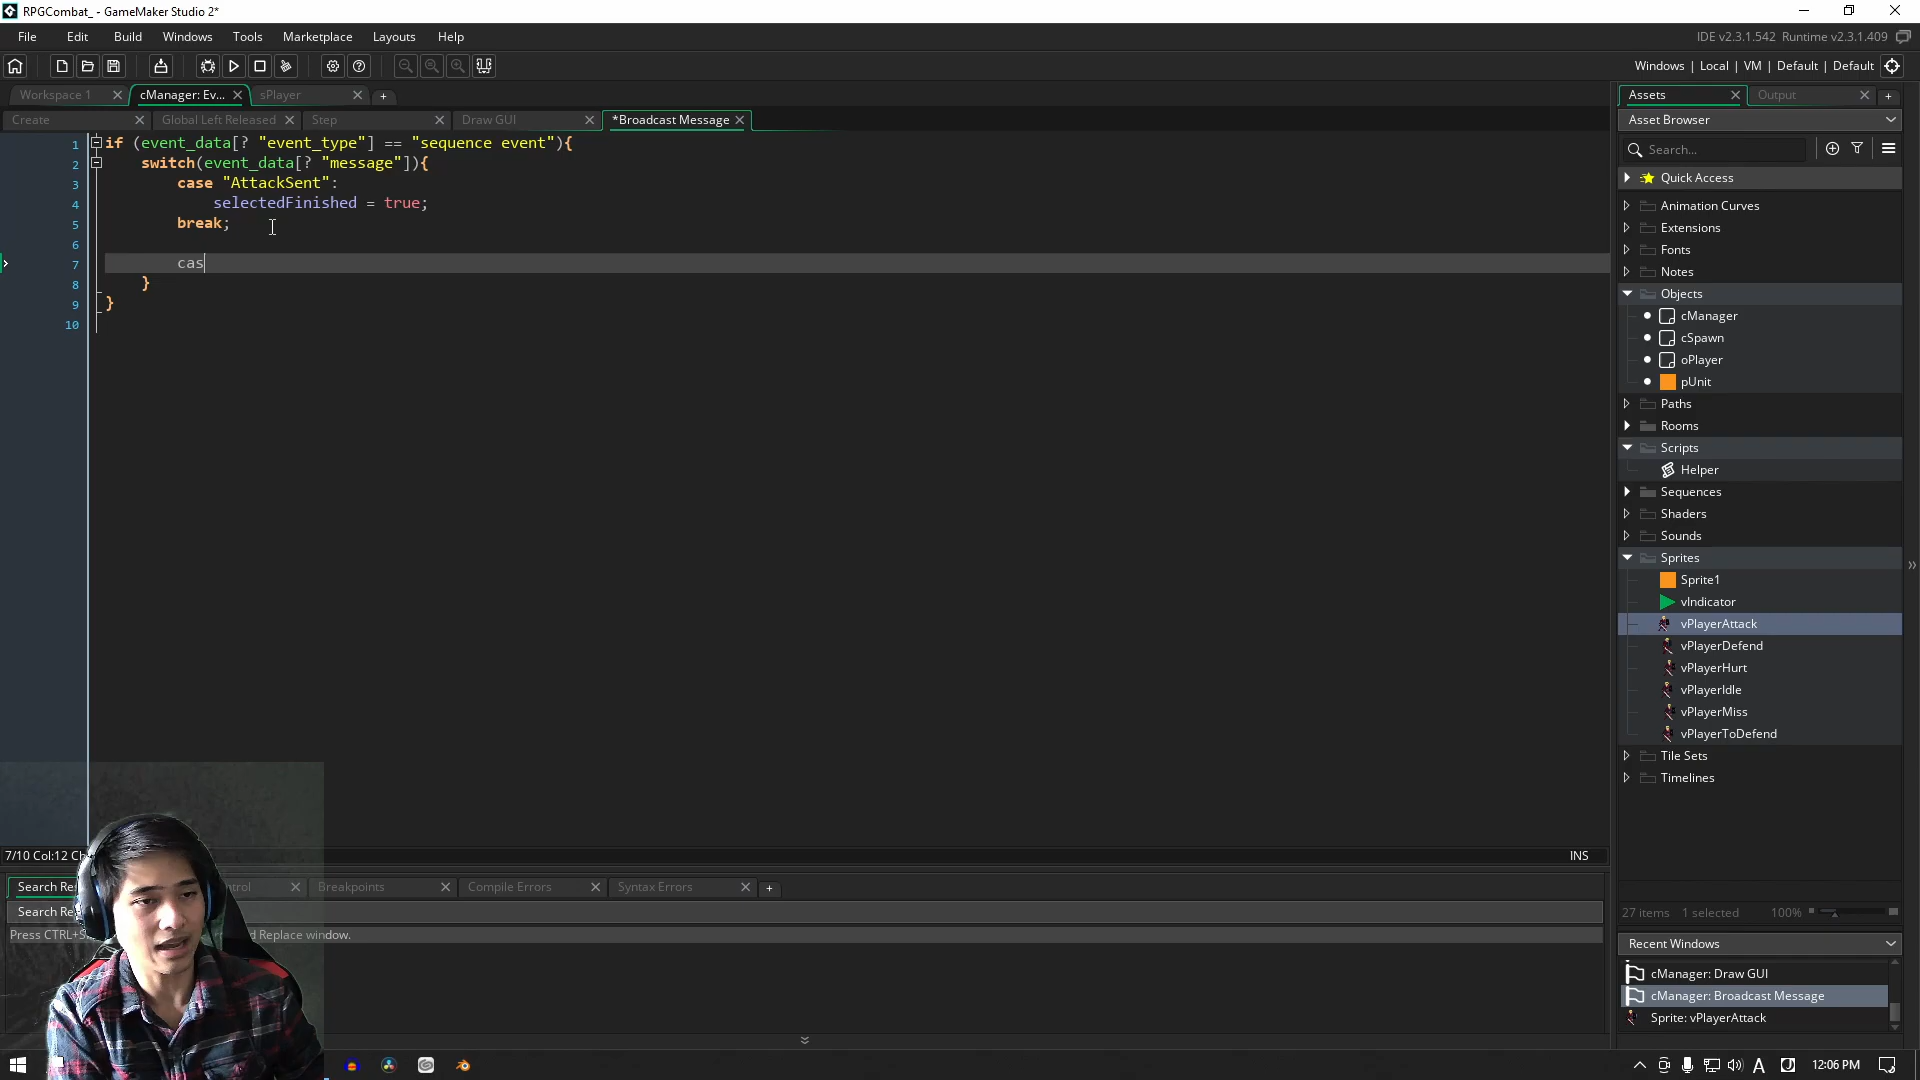 RPGCombat_ - GameMaker Studio 2*
File Edit Build Windows Tools Marketplace Layouts Help
IDE v2.3.1.542 Runtime v2.3.1.409
Windows | Local | VM | Default | Default
Workspace 1
cManager: Ev...
sPlayer
Create
Global Left Released
Step
Draw GUI
*Broadcast Message
1 if (event_data[? "event_type"] == "sequence event"){
2 switch(event_data[? "message"]){
3 case "AttackSent":
4 selectedFinished = true;
5 break;
6
7 cas
8 }
9 }
10
7/10 Col:12
INS
Search
Breakpoints
Compile Errors
Syntax Errors
Search
Replace window.
Assets
Output
Asset Browser
Search...
Quick Access
Animation Curves
Extensions
Fonts
Notes
Objects
cManager
cSpawn
oPlayer
pUnit
Paths
Rooms
Scripts
Helper
Sequences
Shaders
Sounds
Sprites
Sprite1
vIndicator
vPlayerAttack
vPlayerDefend
vPlayerHurt
vPlayerIdle
vPlayerMiss
vPlayerToDefend
Tile Sets
Timelines
27 items 1 selected 100%
Recent Windows
cManager: Draw GUI
cManager: Broadcast Message
Sprite: vPlayerAttack
A
12:06 PM